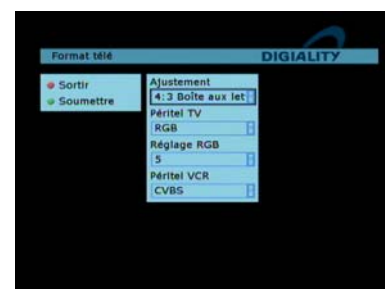 Format télé
DIGIALITY
Sortir
Soumettre
Ajustement
4:3 Boîte aux let
Péritel TV
RGB
Réglage RGB
5
Péritel VCR
CVBS